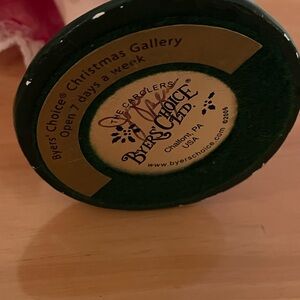 Byers' Choice® Christmas Gallery
Open 7 days a week
THE CAROLERS®
BYERS' CHOICE
LTD.
Chalfont, PA
USA
www.byerschoice.com